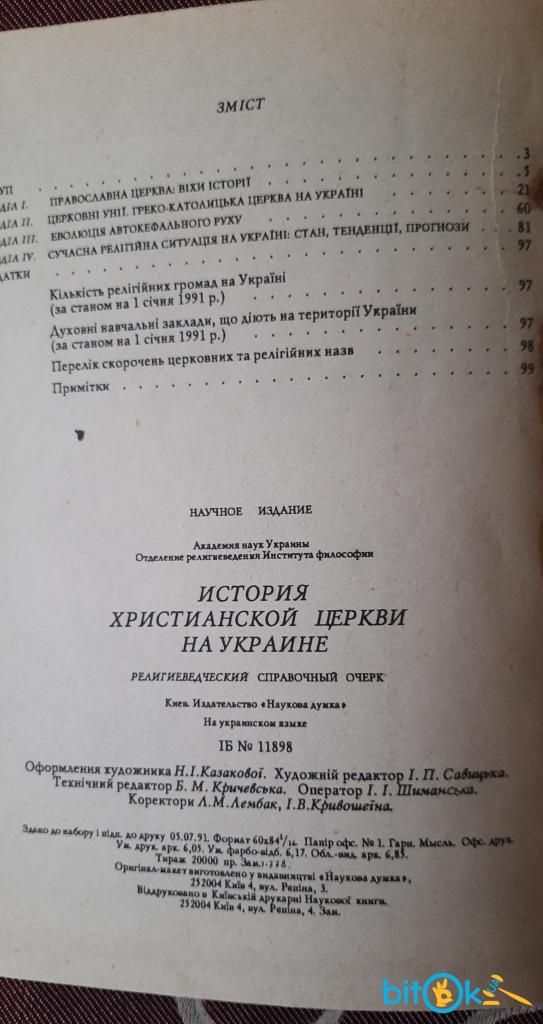 ЗМІСТ
УП . . . 3
ДІЛ I. ПРАВОСЛАВНА ЦЕРКВА: ВІХИ ІСТОРІЇ . . . 5
ДІЛ II. ЦЕРКОВНІ УНІЇ. ГРЕКО-КАТОЛИЦЬКА ЦЕРКВА НА УКРАЇНІ . . . 21
ДІЛ III. ЕВОЛЮЦІЯ АВТОКЕФАЛЬНОГО РУХУ . . . 60
ДІЛ IV. СУЧАСНА РЕЛІГІЙНА СИТУАЦІЯ НА УКРАЇНІ: СТАН, ТЕНДЕНЦІЇ, ПРОГНОЗИ . . . 81
ДАТКИ . . . 97
Кількість релігійних громад на Україні
(за станом на 1 січня 1991 р.) . . . 97
Духовні навчальні заклади, що діють на території України
(за станом на 1 січня 1991 р.) . . . 97
Перелік скорочень церковних та релігійних назв . . . 98
Примітки . . . 99
НАУЧНОЕ ИЗДАНИЕ
Академия наук Украины
Отделение религиеведения Института философии
ИСТОРИЯ
ХРИСТИАНСКОЙ ЦЕРКВИ
НА УКРАИНЕ
РЕЛИГИЕВЕДЧЕСКИЙ СПРАВОЧНЫЙ ОЧЕРК
Киев. Издательство «Наукова думка»
На украинском языке
ІБ № 11898
Оформлення художника Н.І.Казакової. Художній редактор І. П. Савицька.
Технічний редактор Б. М. Кричевська. Оператор І. І. Шиманська.
Коректори Л.М.Лембак, І.В.Кривошеїна.
Здано до набору і підп. до друку 05.07.91. Формат 60х84 1/16. Папір офс. № 1. Гарн. Мысль. Офс. друк.
Ум. друк. арк. 6,05. Ум. фарбо-відб. 6,17. Обл.-вид. арк. 6,85.
Тираж 20000 пр. Зам.
Оригінал-макет виготовлено у видавництві «Наукова думка»,
252004 Київ 4, вул. Рєпіна, 3.
Віддруковано в Київській друкарні Наукової книги.
252004 Київ 4, вул. Рєпіна, 4. Зам.
bitOk UA